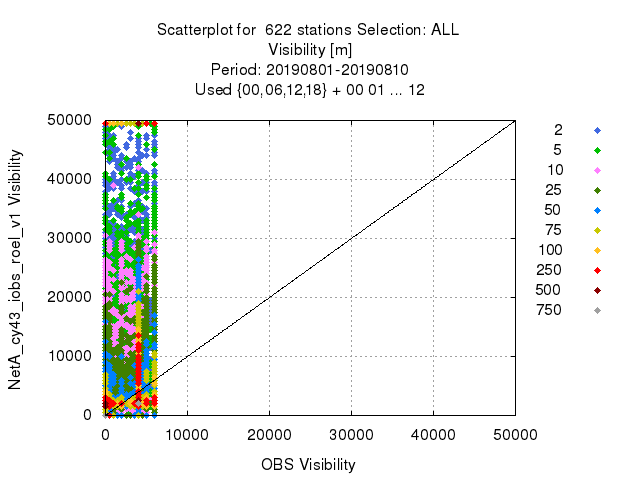 Scatterplot for  622 stations Selection: ALL
Visibility [m]
Period: 20190801-20190810
Used {00,06,12,18} + 00 01 ... 12
NetA_cy43_iobs_roel_v1 Visibility
50000
40000
30000
20000
10000
0
0 10000 20000 30000 40000 50000
OBS Visibility
2
5
10
25
50
75
100
250
500
750